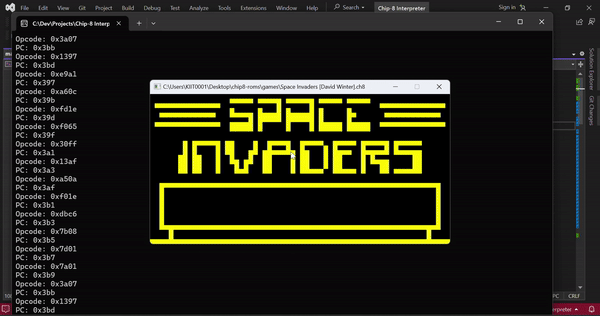 File Edit View Git Project Build Debug Test Analyze Tools Extensions Window Help Search Chip-8 Interpreter Sign in
C:\Dev\Projects\Chip-8 Interp
Opcode: 0x3a07
PC: 0x3bb
Opcode: 0x1397
PC: 0x3bd
Opcode: 0xe9a1
PC: 0x397
Opcode: 0xa60c
PC: 0x39b
Opcode: 0xfd1e
PC: 0x39d
Opcode: 0xf065
PC: 0x39f
Opcode: 0x30ff
PC: 0x3a1
Opcode: 0x13af
PC: 0x3a3
PC: 0x3af
Opcode: 0xa50a
Opcode: 0xf01e
PC: 0x3b1
Opcode: 0xdbc6
PC: 0x3b3
Opcode: 0x7b08
PC: 0x3b5
Opcode: 0x7d01
PC: 0x3b7
Opcode: 0x7a01
PC: 0x3b9
Opcode: 0x3a07
PC: 0x3bb
Opcode: 0x1397
PC: 0x3bd
C:\Users\KIIT0001\Desktop\chip8-roms\games\Space Invaders [David Winter].ch8
SPACE
INVADERS
Solution Explorer
Git Changes
PC CRLF